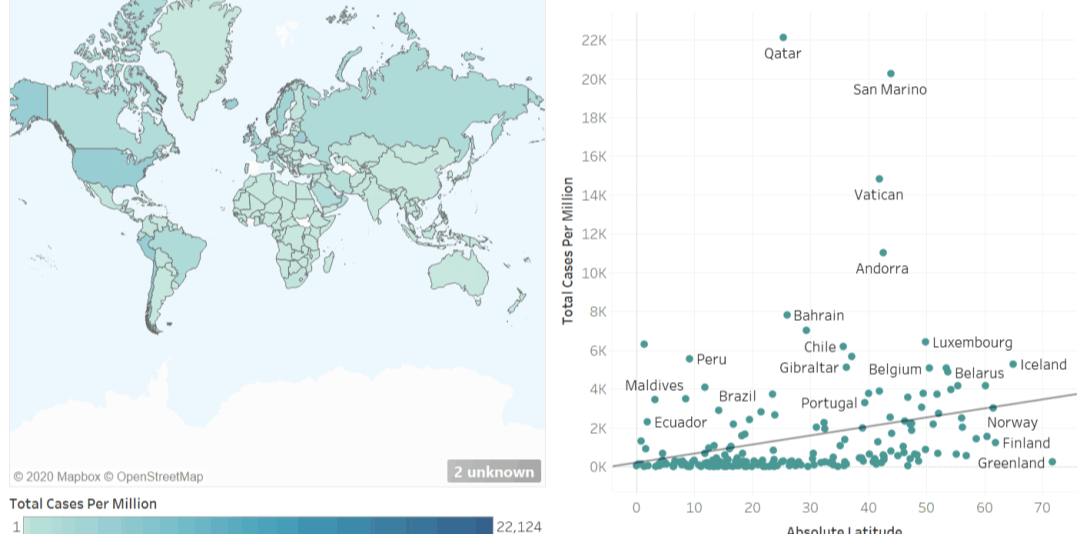 © 2020 Mapbox © OpenStreetMap
2 unknown
Total Cases Per Million
1
22,124
Total Cases Per Million
22K
20K
18K
16K
14K
12K
10K
8K
6K
4K
2K
0K
Qatar
San Marino
Vatican
Andorra
Bahrain
Chile
Luxembourg
Peru
Gibraltar
Belgium
Belarus
Iceland
Maldives
Brazil
Portugal
Ecuador
Norway
Finland
Greenland
0 10 20 30 40 50 60 70
Absolute Latitude